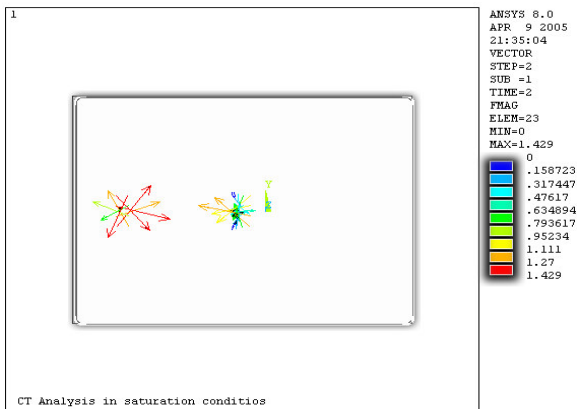 1
ANSYS 8.0
APR 9 2005
21:35:04
VECTOR
STEP=2
SUB =1
TIME=2
FMAG
ELEM=23
MIN=0
MAX=1.429
0
.158723
.317447
.47617
.634894
.793617
.95234
1.111
1.27
1.429
Y
CT Analysis in saturation conditios